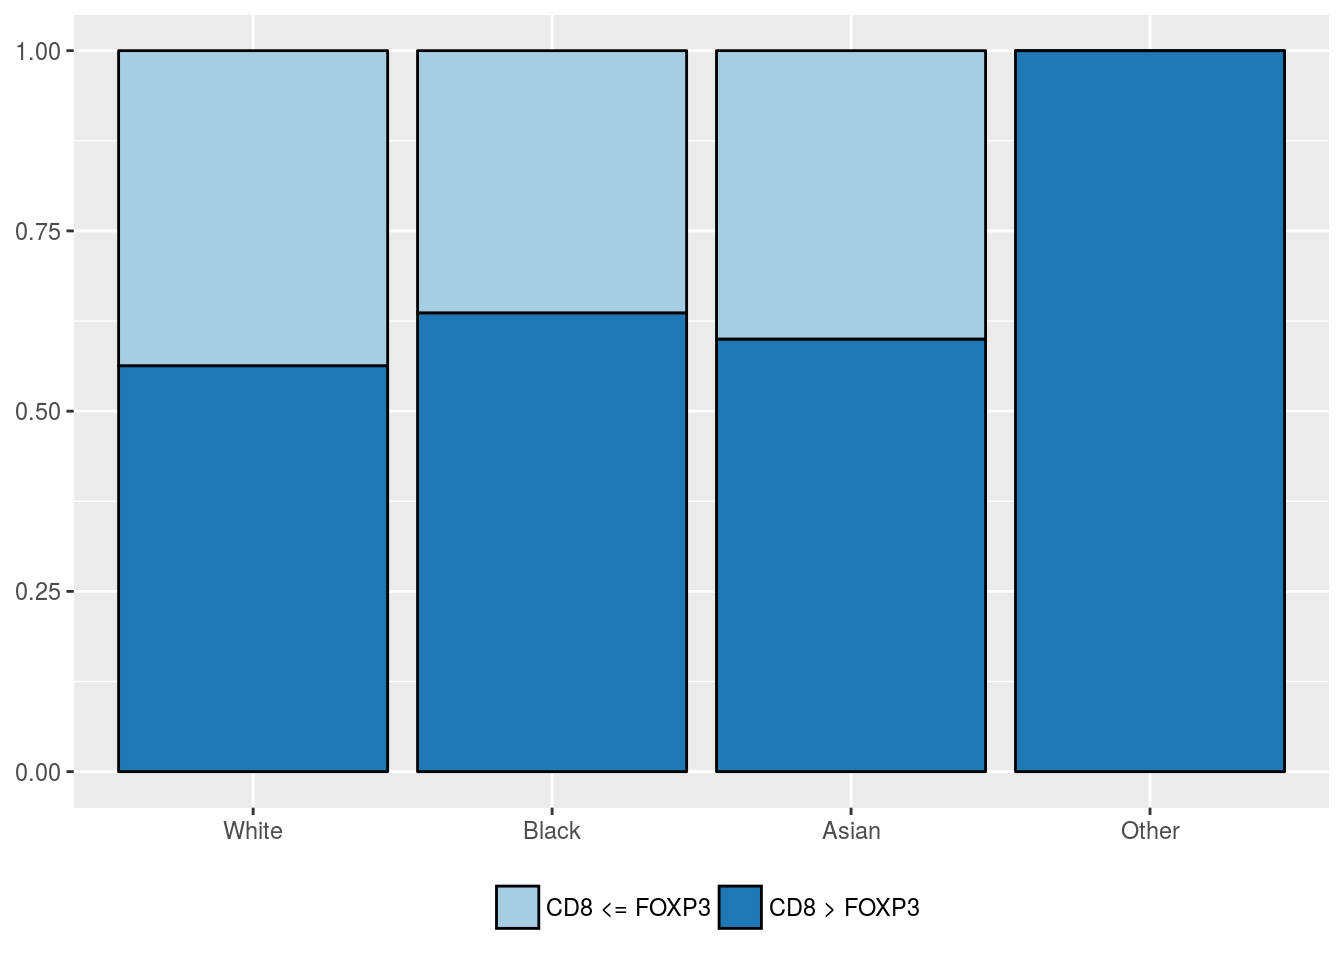 1.00
0.75
0.50
0.25
0.00
White Black Asian Other
CD8 <= FOXP3 CD8 > FOXP3